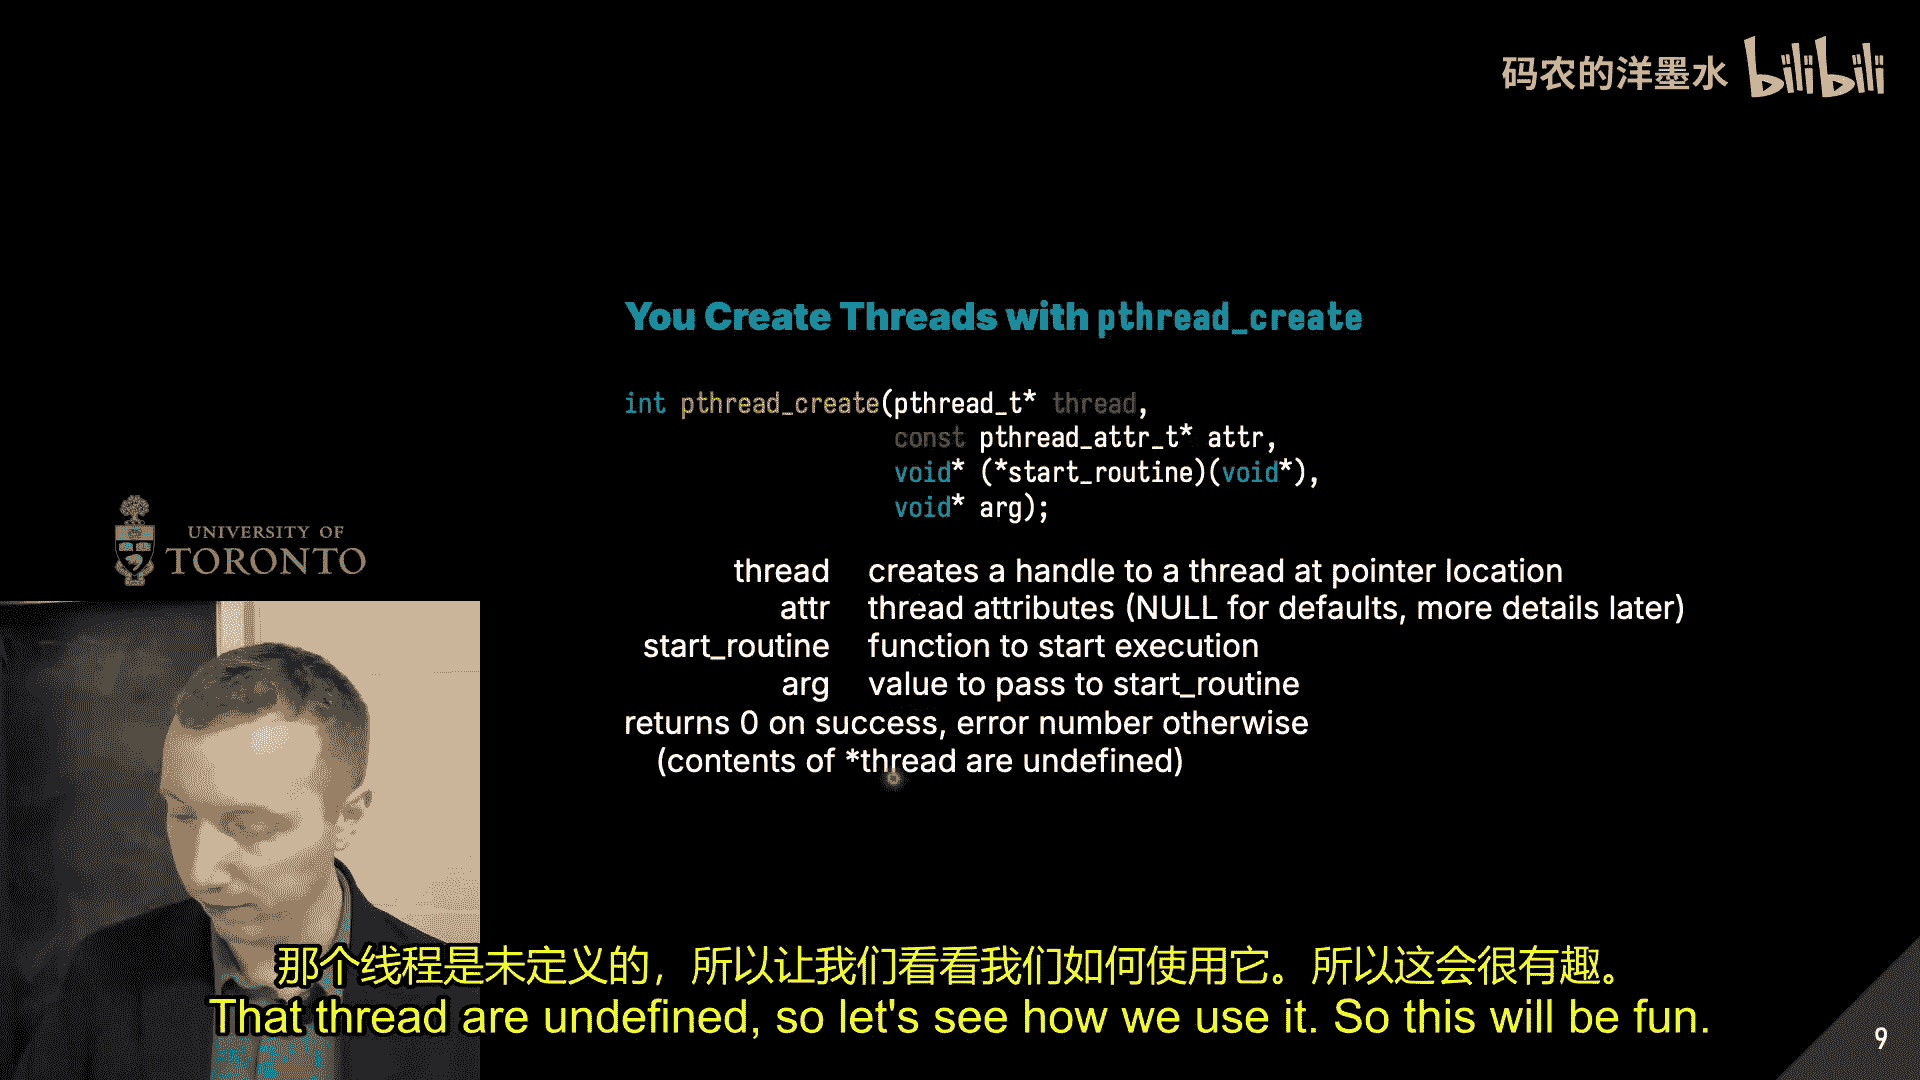 码农的洋墨水 bilibili
You Create Threads with pthread_create
int pthread_create(pthread_t* thread,
const pthread_attr_t* attr,
void* (*start_routine)(void*),
void* arg);
UNIVERSITY OF
TORONTO
thread creates a handle to a thread at pointer location
attr thread attributes (NULL for defaults, more details later)
start_routine function to start execution
arg value to pass to start_routine
returns 0 on success, error number otherwise
(contents of *thread are undefined)
那个线程是未定义的，所以让我们看看我们如何使用它。所以这会很有趣。
That thread are undefined, so let's see how we use it. So this will be fun.
9